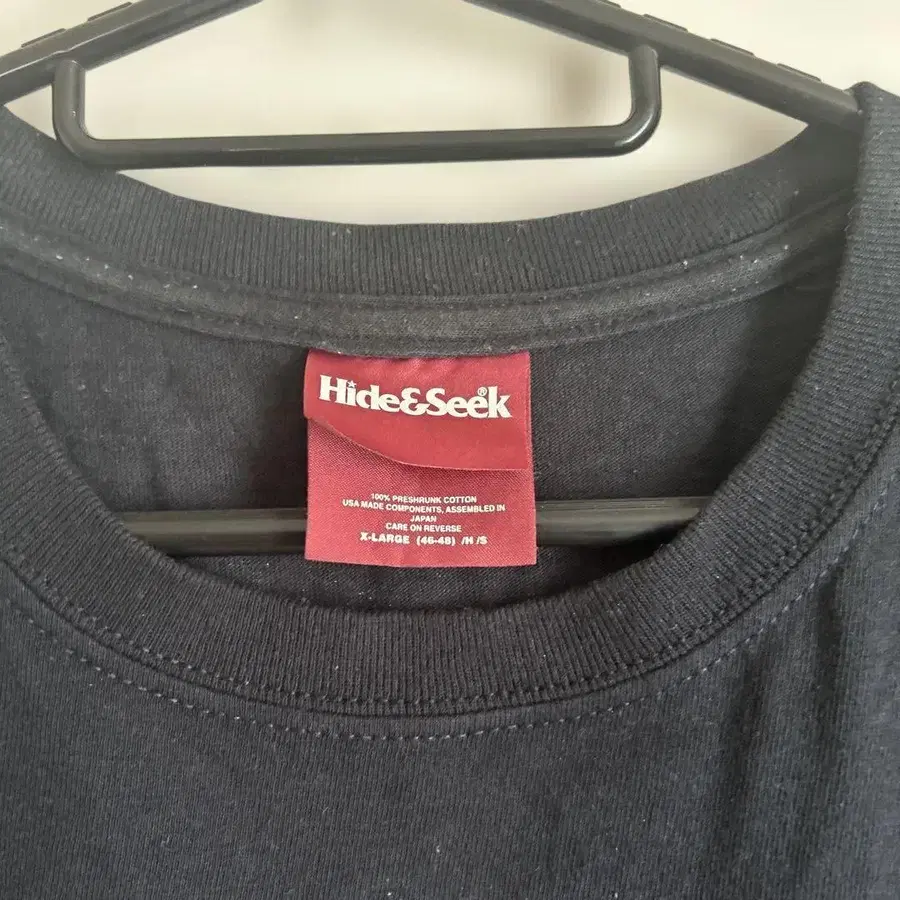 Hide&Seek®
100% PRESHRUNK COTTON
USA MADE COMPONENTS, ASSEMBLED IN
JAPAN
CARE ON REVERSE
X-LARGE (46-48) /H /S